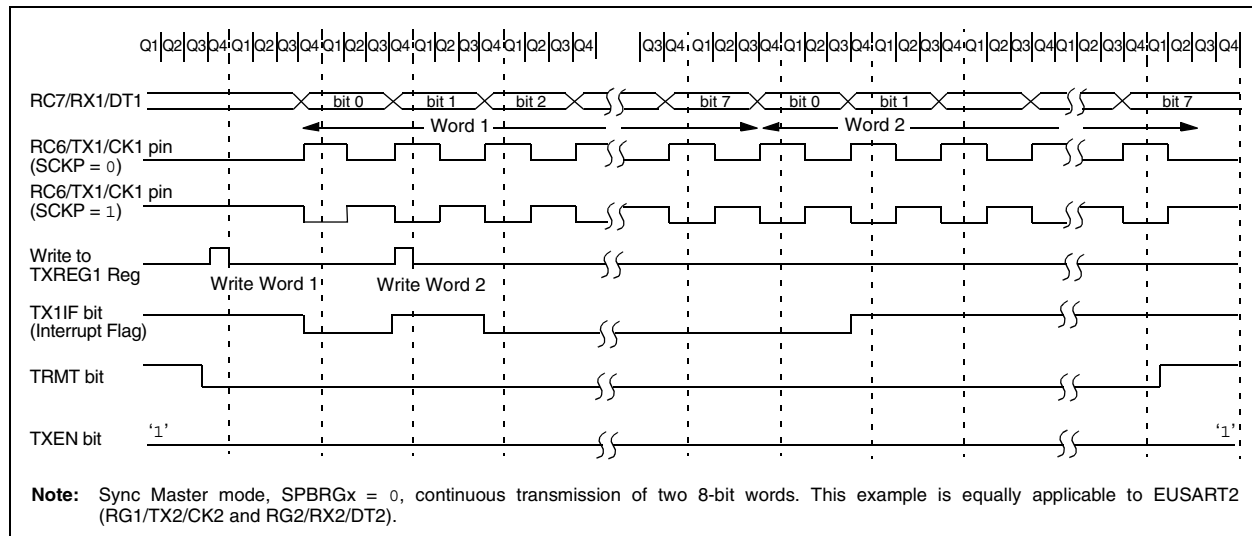 Q1 Q2 Q3 Q4 Q1 Q2 Q3 Q4 Q1 Q2 Q3 Q4 Q1 Q2 Q3 Q4 Q1 Q2 Q3 Q4 Q3 Q4 Q1 Q2 Q3 Q4 Q1 Q2 Q3 Q4 Q1 Q2 Q3 Q4 Q1 Q2 Q3 Q4 Q1 Q2 Q3 Q4 Q1 Q2 Q3 Q4
RC7/RX1/DT1 bit 0 bit 1 bit 2 bit 7 bit 0 bit 1 bit 7
Word 1 Word 2
RC6/TX1/CK1 pin
(SCKP = 0)
RC6/TX1/CK1 pin
(SCKP = 1)
Write to
TXREG1 Reg
Write Word 1 Write Word 2
TX1IF bit
(Interrupt Flag)
TRMT bit
TXEN bit ‘1’ ‘1’
Note: Sync Master mode, SPBRGx = 0, continuous transmission of two 8-bit words. This example is equally applicable to EUSART2
(RG1/TX2/CK2 and RG2/RX2/DT2).